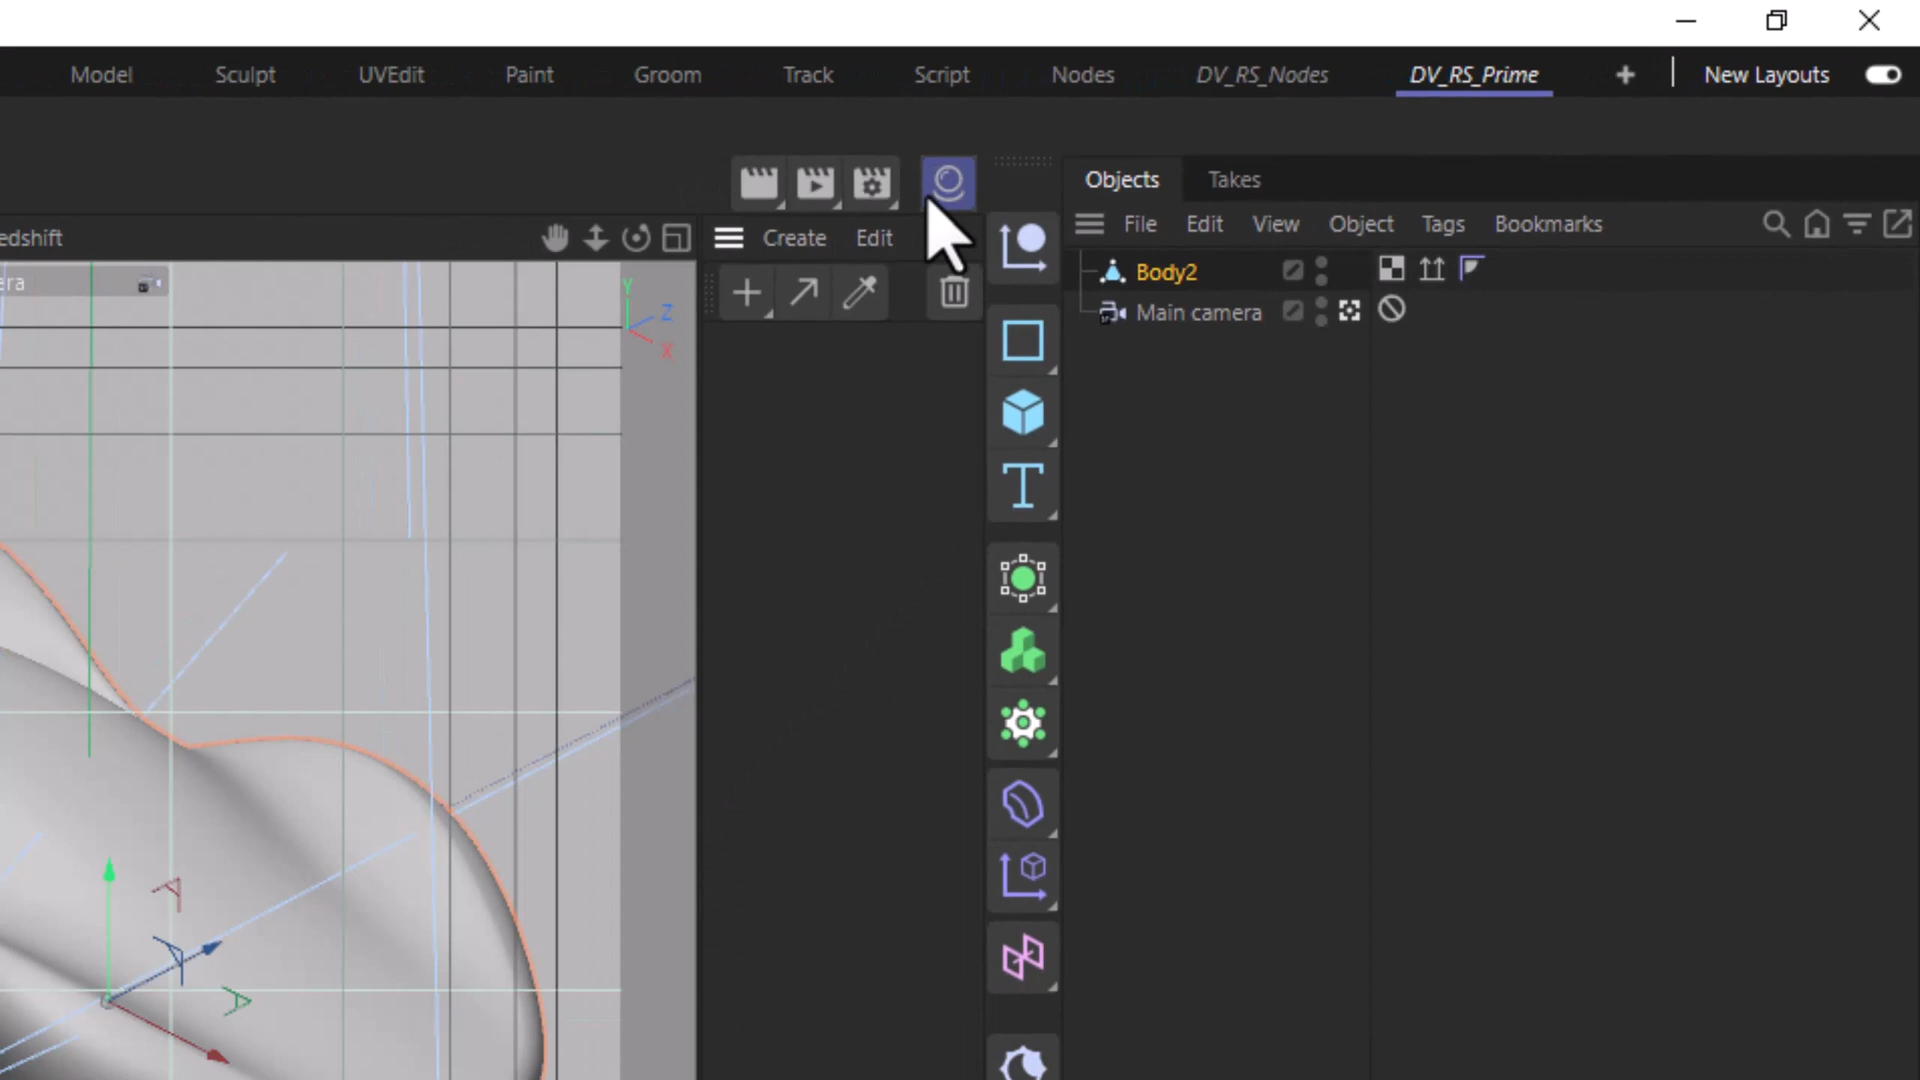 Model Sculpt UVEdit Paint Groom Track Script Nodes DV_RS_Nodes DV_RS_Prime + New Layouts
Objects Takes
edshift Create Edit
File Edit View Object Tags Bookmarks
era
Body2
Main camera
Y
Z
X